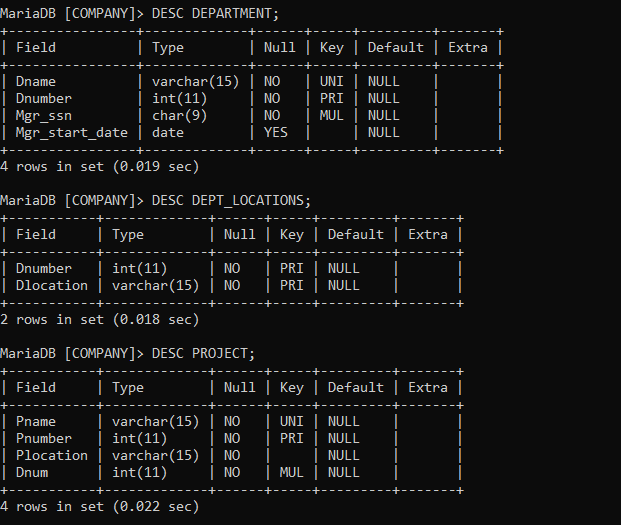 MariaDB [COMPANY]> DESC DEPARTMENT;
+----------------+-------------+------+-----+---------+-------+
| Field          | Type        | Null | Key | Default | Extra |
+----------------+-------------+------+-----+---------+-------+
| Dname          | varchar(15) | NO   | UNI | NULL    |       |
| Dnumber        | int(11)     | NO   | PRI | NULL    |       |
| Mgr_ssn        | char(9)     | NO   | MUL | NULL    |       |
| Mgr_start_date | date        | YES  |     | NULL    |       |
+----------------+-------------+------+-----+---------+-------+
4 rows in set (0.019 sec)
MariaDB [COMPANY]> DESC DEPT_LOCATIONS;
+-----------+-------------+------+-----+---------+-------+
| Field     | Type        | Null | Key | Default | Extra |
+-----------+-------------+------+-----+---------+-------+
| Dnumber   | int(11)     | NO   | PRI | NULL    |       |
| Dlocation | varchar(15) | NO   | PRI | NULL    |       |
+-----------+-------------+------+-----+---------+-------+
2 rows in set (0.018 sec)
MariaDB [COMPANY]> DESC PROJECT;
+-----------+-------------+------+-----+---------+-------+
| Field     | Type        | Null | Key | Default | Extra |
+-----------+-------------+------+-----+---------+-------+
| Pname     | varchar(15) | NO   | UNI | NULL    |       |
| Pnumber   | int(11)     | NO   | PRI | NULL    |       |
| Plocation | varchar(15) | NO   |     | NULL    |       |
| Dnum      | int(11)     | NO   | MUL | NULL    |       |
+-----------+-------------+------+-----+---------+-------+
4 rows in set (0.022 sec)